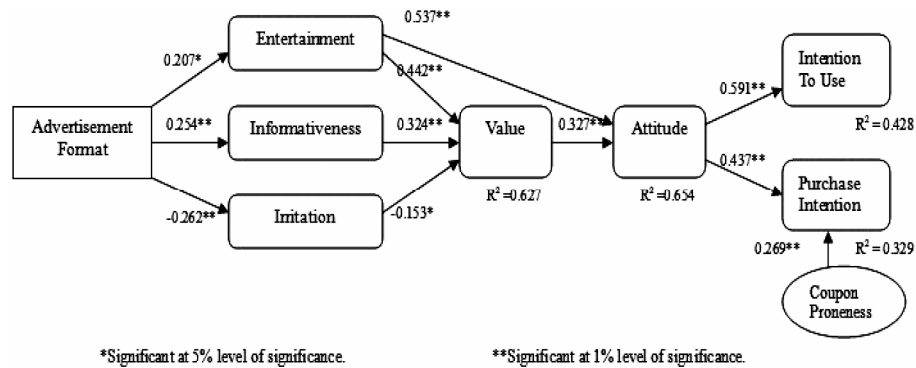 0.537**
Entertainment
0.207*
0.442**
Intention
To Use
0.591**
R² =0.428
Advertisement
Format
0.254**
Informativeness
0.324**
Value
0.327**
Attitude
R² =0.627
R² =0.654
0.437**
Purchase
Intention
-0.262**
Irritation
-0.153*
0.269**
R² =0.329
Coupon
Proneness
*Significant at 5% level of significance.
**Significant at 1% level of significance.